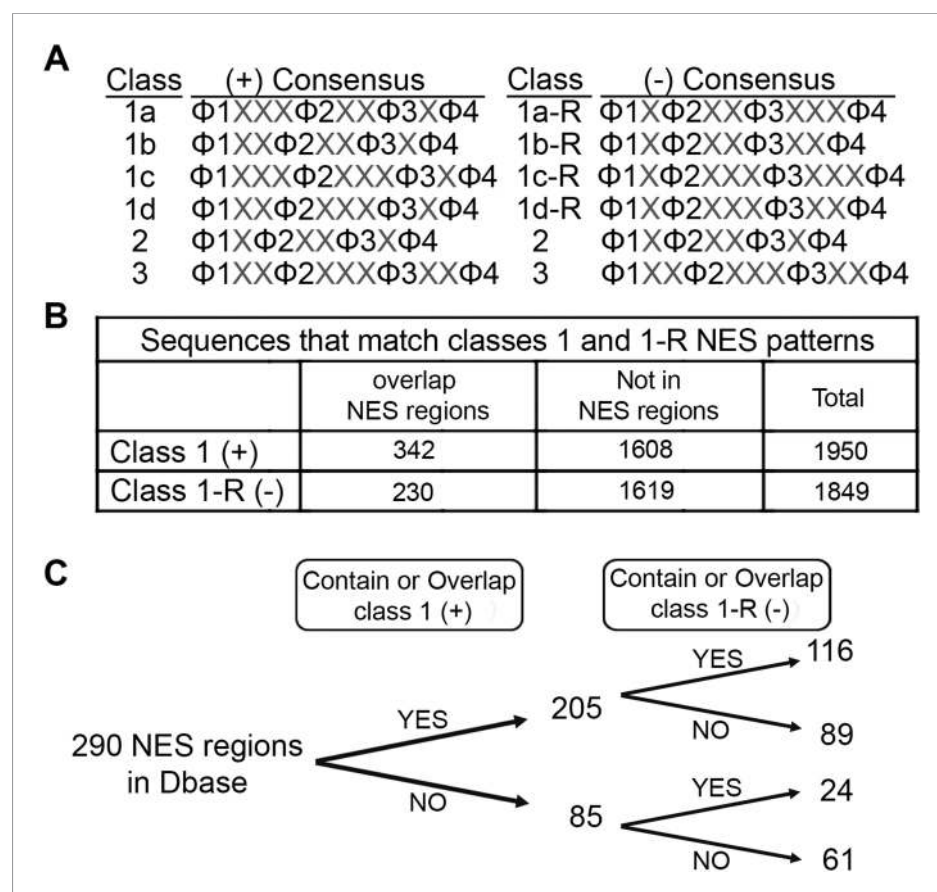 A
Class (+) Consensus Class (-) Consensus
1a Φ1XXXΦ2XXΦ3XΦ4 1a-R Φ1XΦ2XXΦ3XXXΦ4
1b Φ1XXΦ2XXΦ3XΦ4 1b-R Φ1XΦ2XXΦ3XXΦ4
1c Φ1XXXΦ2XXXΦ3XΦ4 1c-R Φ1XΦ2XXXΦ3XXXΦ4
1d Φ1XXΦ2XXXΦ3XΦ4 1d-R Φ1XΦ2XXXΦ3XXΦ4
2 Φ1XΦ2XXΦ3XΦ4 2 Φ1XΦ2XXΦ3XΦ4
3 Φ1XXΦ2XXXΦ3XXΦ4 3 Φ1XXΦ2XXXΦ3XXΦ4
B
Sequences that match classes 1 and 1-R NES patterns
overlap NES regions Not in NES regions Total
Class 1 (+) 342 1608 1950
Class 1-R (-) 230 1619 1849
C
Contain or Overlap
class 1 (+)
Contain or Overlap
class 1-R (-)
290 NES regions
in Dbase
YES
205
NO
85
YES
116
NO
89
YES
24
NO
61